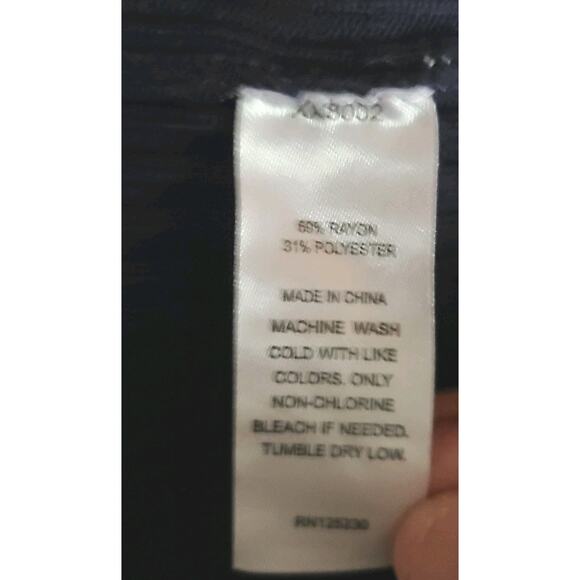 69% RAYON
31% POLYESTER
MADE IN CHINA
MACHINE WASH
COLD WITH LIKE
COLORS. ONLY
NON-CHLORINE
BLEACH IF NEEDED.
TUMBLE DRY LOW.